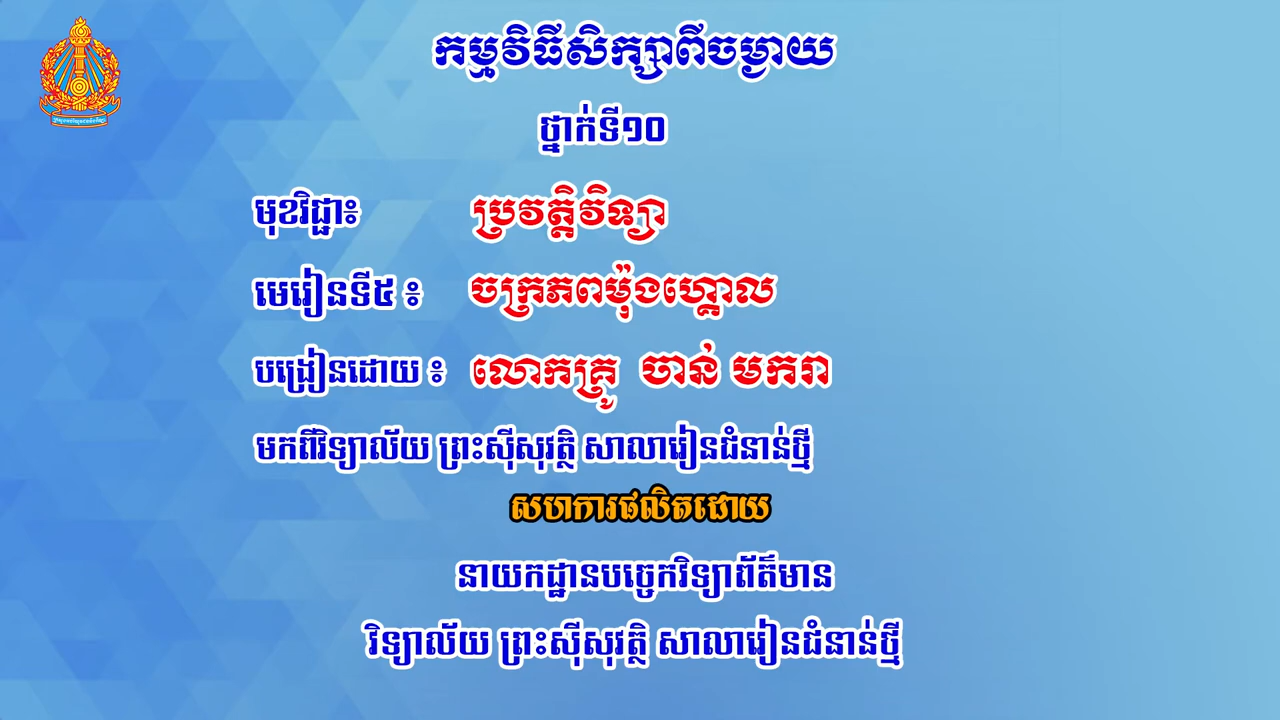 កម្មវិធីសិក្សាពីចម្ងាយ
ថ្នាក់ទី១០
មុខវិជ្ជា៖ ប្រវត្តិវិទ្យា
មេរៀនទី៥ ៖ ចក្រភពម៉ុងហ្គោល
បង្រៀនដោយ ៖ លោកគ្រូ ចាន់ មករា
មកពីវិទ្យាល័យ ព្រះស៊ីសុវត្ថិ សាលារៀនជំនាន់ថ្មី
សហការផលិតដោយ
នាយកដ្ឋានបច្ចេកវិទ្យាព័ត៌មាន
វិទ្យាល័យ ព្រះស៊ីសុវត្ថិ សាលារៀនជំនាន់ថ្មី